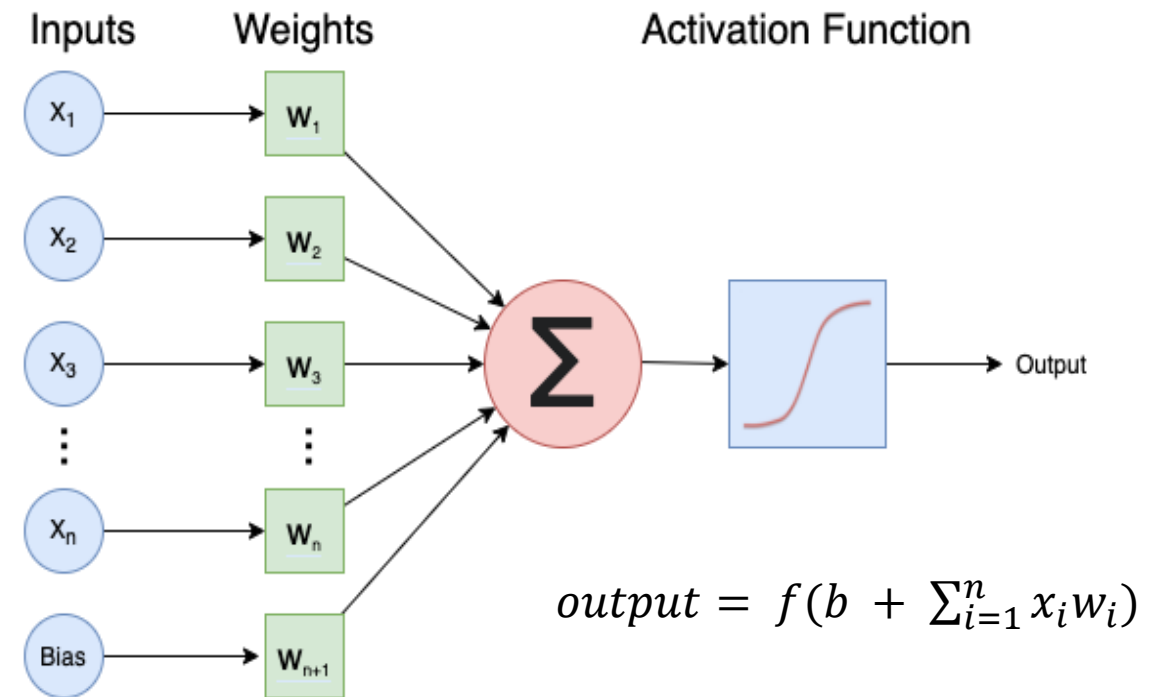 Inputs Weights Activation Function
X₁ W₁
X₂ W₂
X₃ W₃ Σ Output
⋮ ⋮
Xₙ Wₙ
output = f(b + ∑ⁿᵢ₌₁ xᵢwᵢ)
Bias Wₙ₊₁